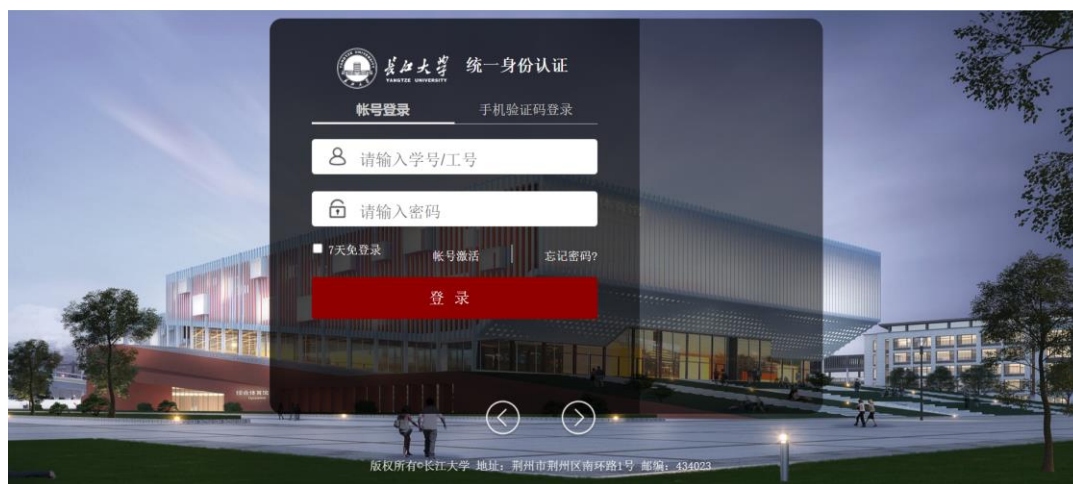 长江大学 统一身份认证
YANGTZE UNIVERSITY
帐号登录 手机验证码登录
请输入学号/工号
请输入密码
7天免登录 帐号激活 | 忘记密码?
登 录
版权所有©长江大学 地址：荆州市荆州区南环路1号 邮编：434023